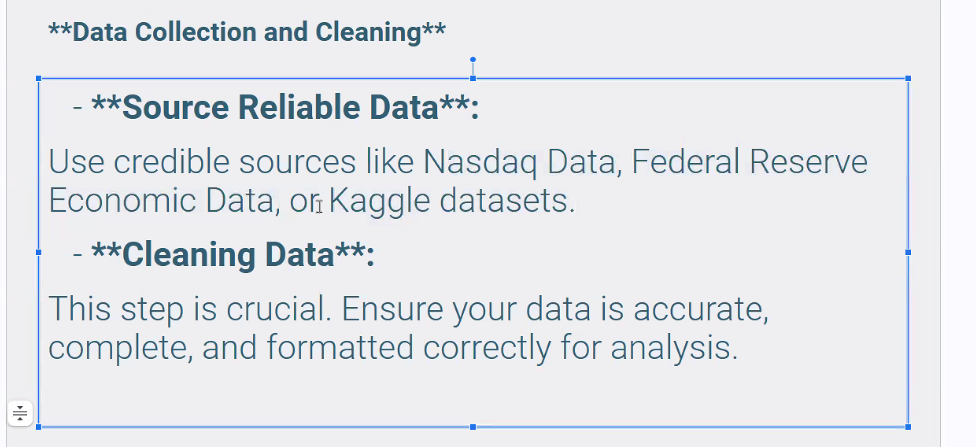 **Data Collection and Cleaning**
- **Source Reliable Data**:
Use credible sources like Nasdaq Data, Federal Reserve
Economic Data, or Kaggle datasets.
- **Cleaning Data**:
This step is crucial. Ensure your data is accurate,
complete, and formatted correctly for analysis.